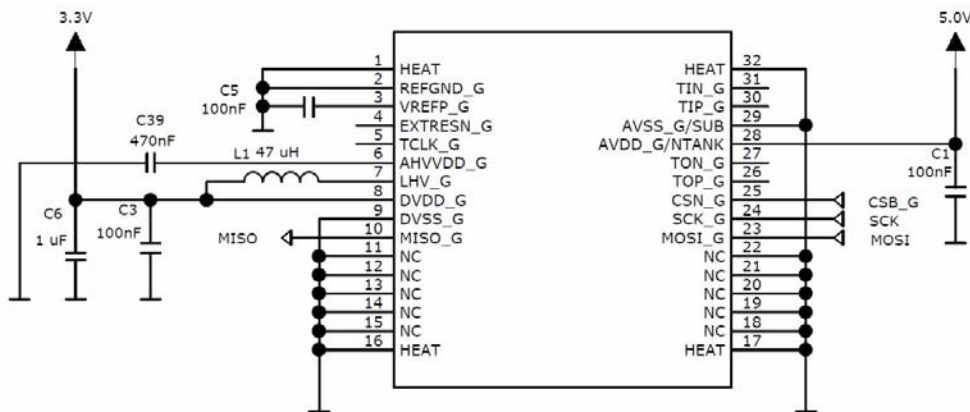 3.3V
5.0V
1 HEAT
2 REFGND_G
3 VREFP_G
4 EXTRESN_G
5 TCLK_G
6 AHVVDD_G
7 LHV_G
8 DVDD_G
9 DVSS_G
10 MISO_G
11 NC
12 NC
13 NC
14 NC
15 NC
16 HEAT
HEAT 32
TIN_G 31
TIP_G 30
AVSS_G/SUB 29
AVDD_G/NTANK 28
TON_G 27
TOP_G 26
CSN_G 25
SCK_G 24
MOSI_G 23
NC 22
NC 21
NC 20
NC 19
NC 18
HEAT 17
C5
100nF
C39
470nF
L1 47 uH
C6
1 uF
C3
100nF
MISO
C1
100nF
CSB_G
SCK
MOSI